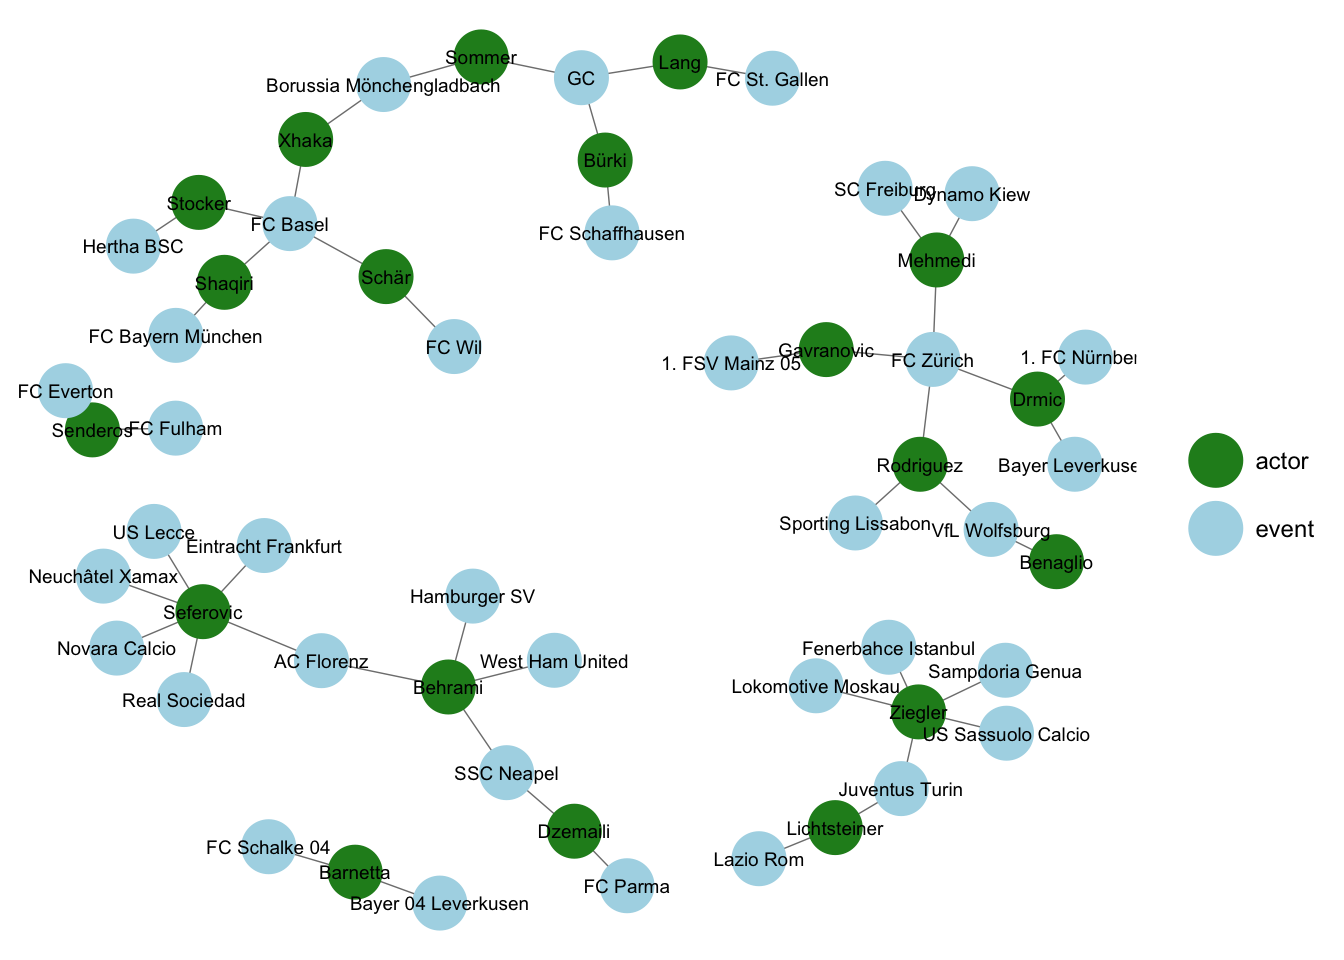 Sommer
GC
Lang
FC St. Gallen
Borussia Mönchengladbach
Xhaka
Bürki
Stocker
FC Basel
FC Schaffhausen
Hertha BSC
Shaqiri
Schär
FC Bayern München
FC Wil
SC Freiburg
Dynamo Kiew
Mehmedi
1. FSV Mainz 05
Gavranovic
FC Zürich
1. FC Nürnber
Drmic
Rodriguez
Bayer Leverkuse
Sporting Lissabon
VfL Wolfsburg
Benaglio
FC Everton
Senderos
FC Fulham
actor
event
US Lecce
Eintracht Frankfurt
Neuchâtel Xamax
Seferovic
Novara Calcio
AC Florenz
Real Sociedad
Hamburger SV
West Ham United
Behrami
SSC Neapel
Dzemaili
FC Parma
Fenerbahce Istanbul
Sampdoria Genua
Lokomotive Moskau
Ziegler
US Sassuolo Calcio
Juventus Turin
Lichtsteiner
Lazio Rom
FC Schalke 04
Barnetta
Bayer 04 Leverkusen